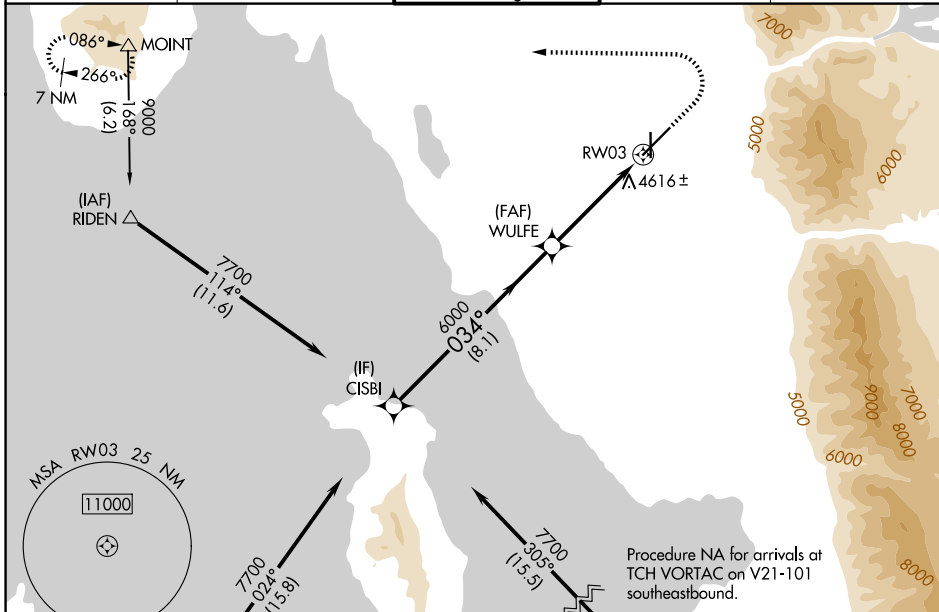 7000
086°
MOINT
266°
7 NM
9000
168°
(6.2)
5000
6000
RW03
4616 ±
(IAF)
RIDEN
(FAF)
WULFE
7700
114°
(11.6)
6000
034°
(8.1)
(IF)
CISBI
5000
9000
7000
8000
6000
MSA RW03 25 NM
11000
7700
024°
(15.8)
7700
305°
(15.5)
Procedure NA for arrivals at
TCH VORTAC on V21-101
southeastbound.
8000